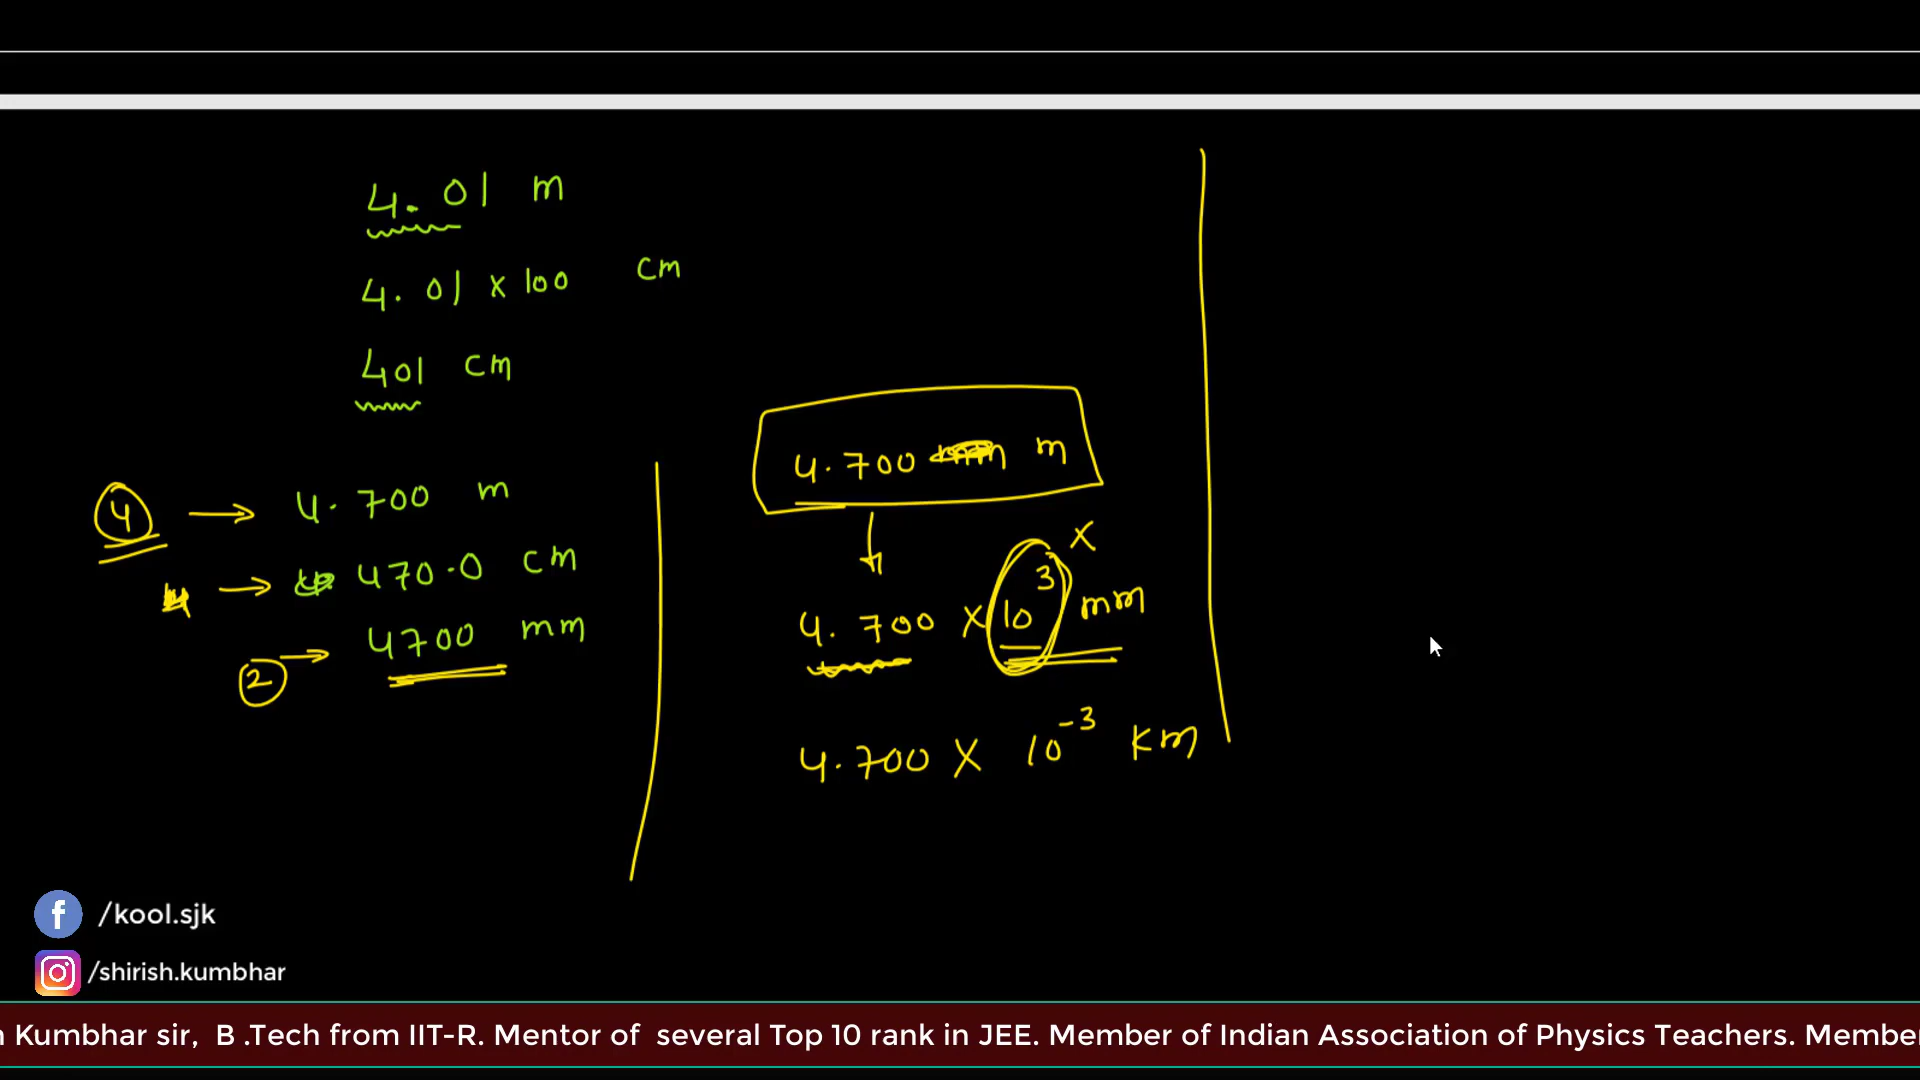 4.01 m
4.01 x 100 cm
401 cm
4 → 4.700 m
4 → 470.0 cm
2 → 4700 mm
4.700 m
4.700 x 10³ mm x
4.700 x 10⁻³ km
/kool.sjk
/shirish.kumbhar
Kumbhar sir, B .Tech from IIT-R. Mentor of several Top 10 rank in JEE. Member of Indian Association of Physics Teachers. Membe